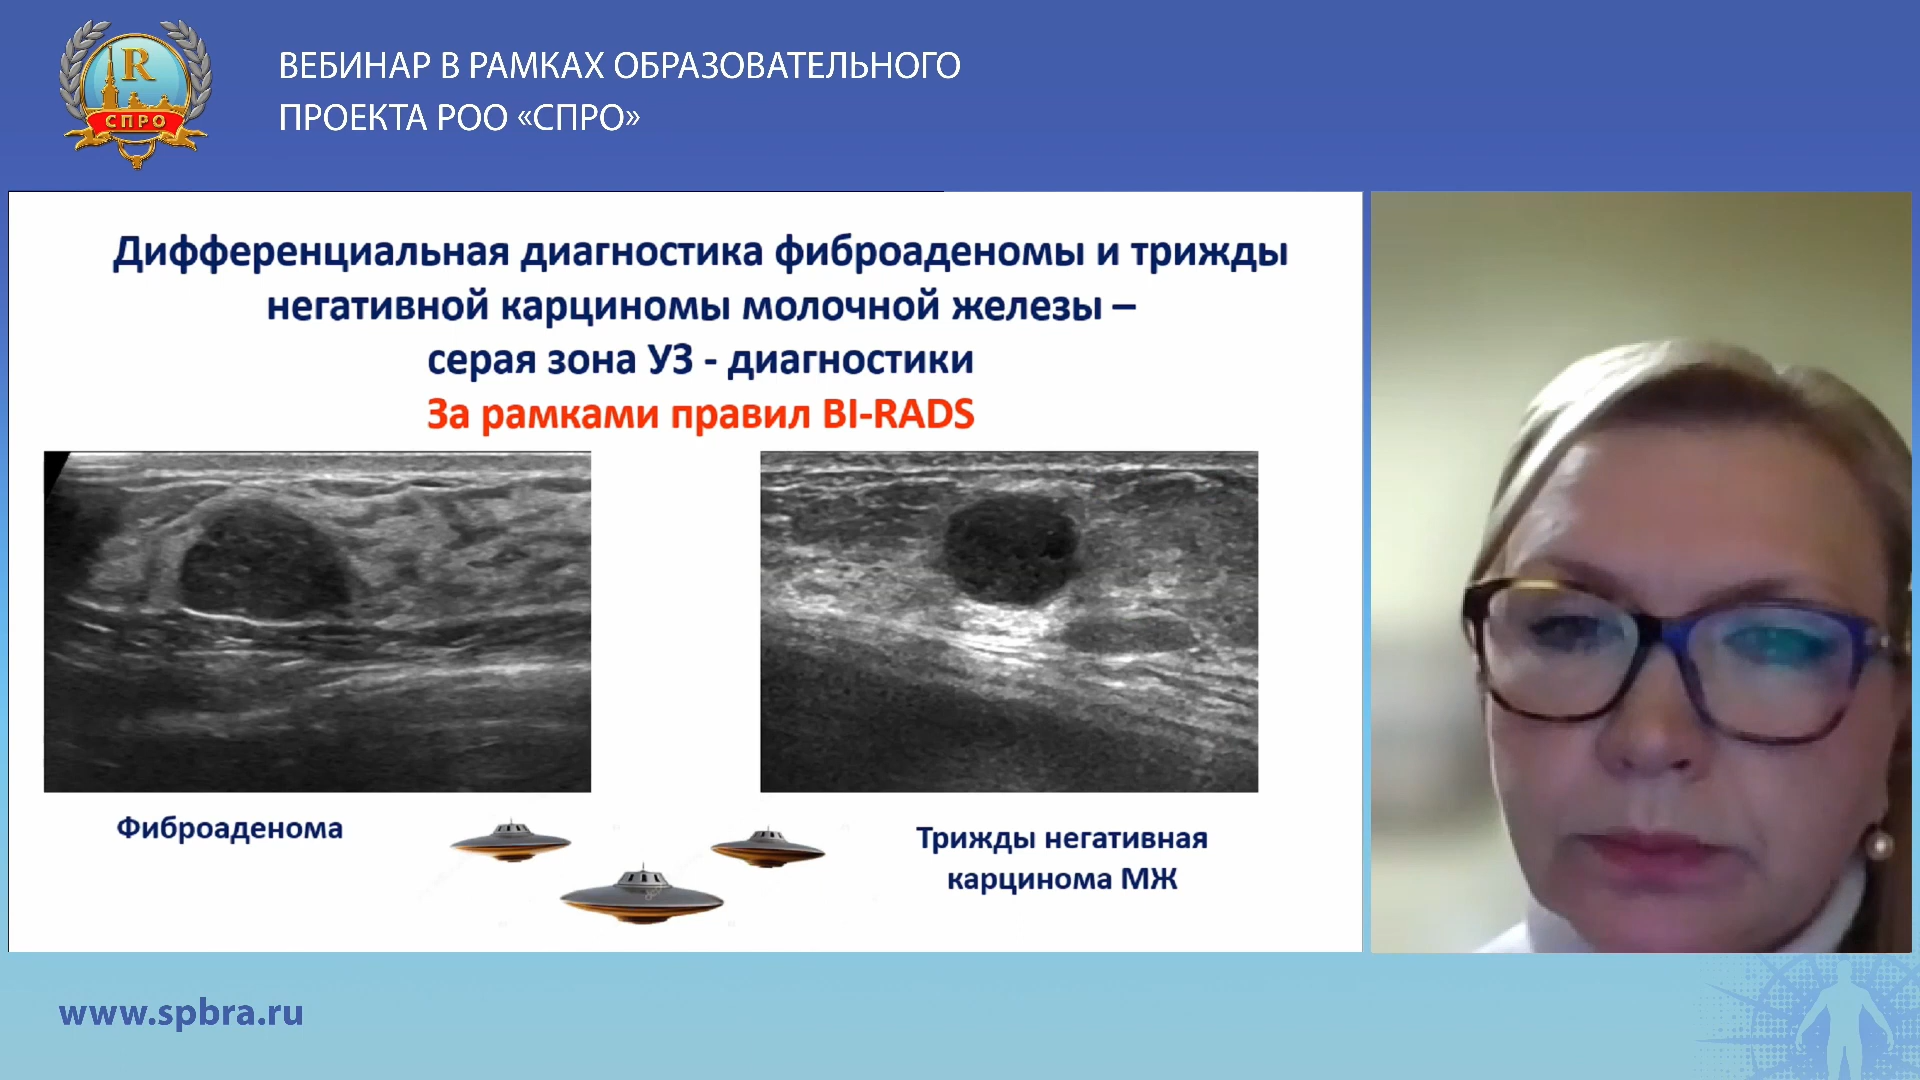 R
СПРО
ВЕБИНАР В РАМКАХ ОБРАЗОВАТЕЛЬНОГО
ПРОЕКТА РОО «СПРО»
Дифференциальная диагностика фиброаденомы и трижды
негативной карциномы молочной железы –
серая зона УЗ - диагностики
За рамками правил BI-RADS
Фиброаденома
Трижды негативная
карцинома МЖ
www.spbra.ru